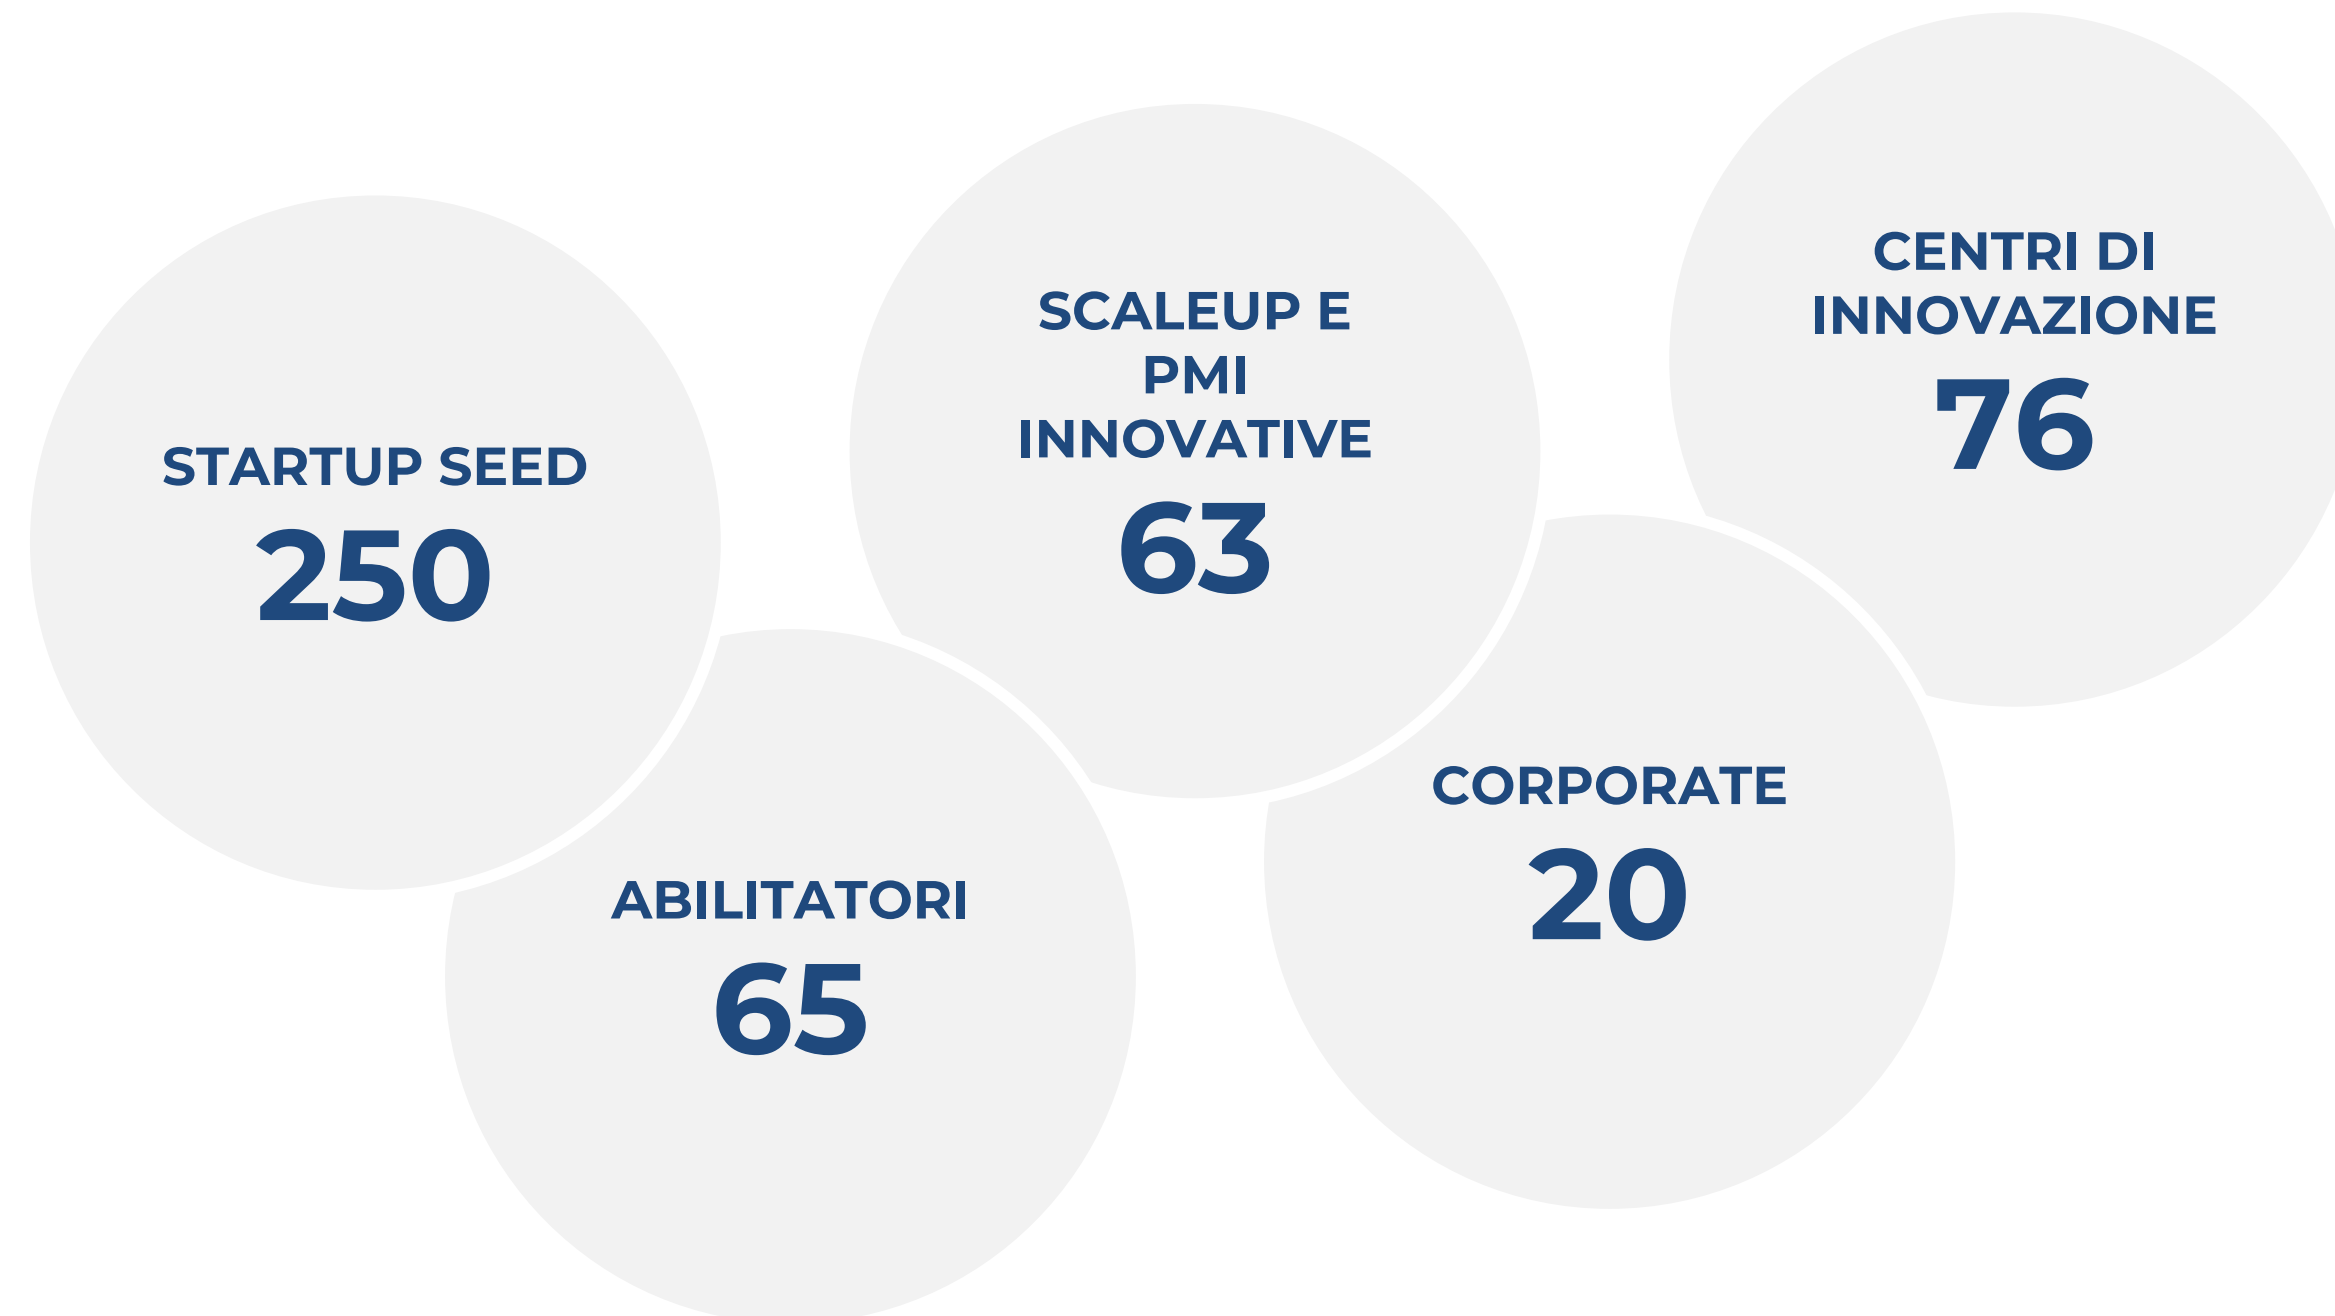 STARTUP SEED
250
ABILITATORI
65
SCALEUP E
PMI
INNOVATIVE
63
CORPORATE
20
CENTRI DI
INNOVAZIONE
76